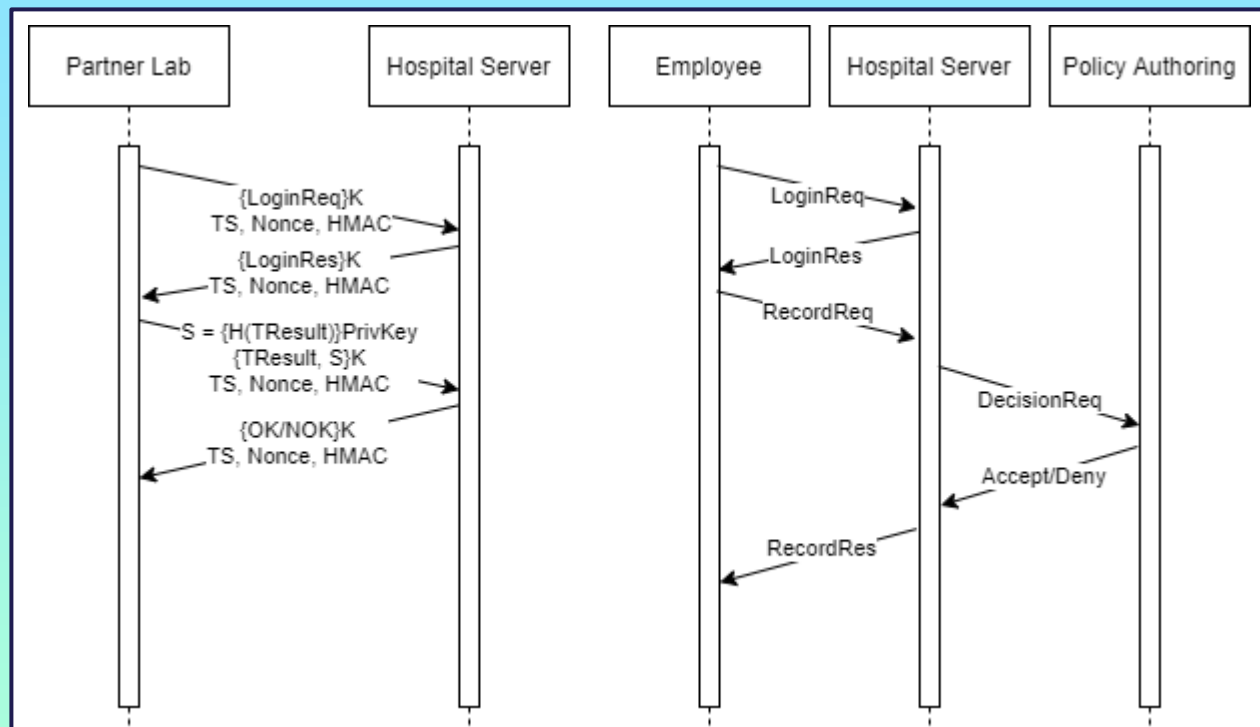 Partner Lab
Hospital Server
Employee
Hospital Server
Policy Authoring
{LoginReq}K
TS, Nonce, HMAC
{LoginRes}K
TS, Nonce, HMAC
S = {H(TResult)}PrivKey
{TResult, S}K
TS, Nonce, HMAC
{OK/NOK}K
TS, Nonce, HMAC
LoginReq
LoginRes
RecordReq
DecisionReq
Accept/Deny
RecordRes